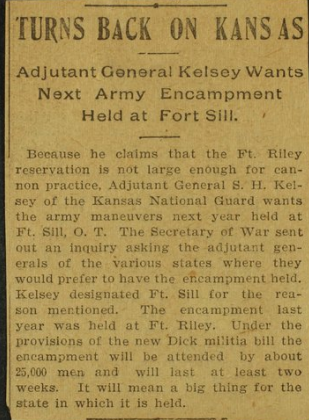 TURNS BACK ON KANSAS
Adjutant General Kelsey Wants
Next Army Encampment
Held at Fort Sill.
Because he claims that the Ft. Riley
reservation is not large enough for can-
non practice, Adjutant General S. H. Kel-
sey of the Kansas National Guard wants
the army maneuvers next year held at
Ft. Sill, O. T. The Secretary of War sent
out an inquiry asking the adjutant gen-
erals of the various states where they
would prefer to have the encampment held.
Kelsey designated Ft. Sill for the rea-
son mentioned. The encampment last
year was held at Ft. Riley. Under the
provisions of the new Dick militia bill the
encampment will be attended by about
25,000 men and will last at least two
weeks. It will mean a big thing for the
state in which it is held.